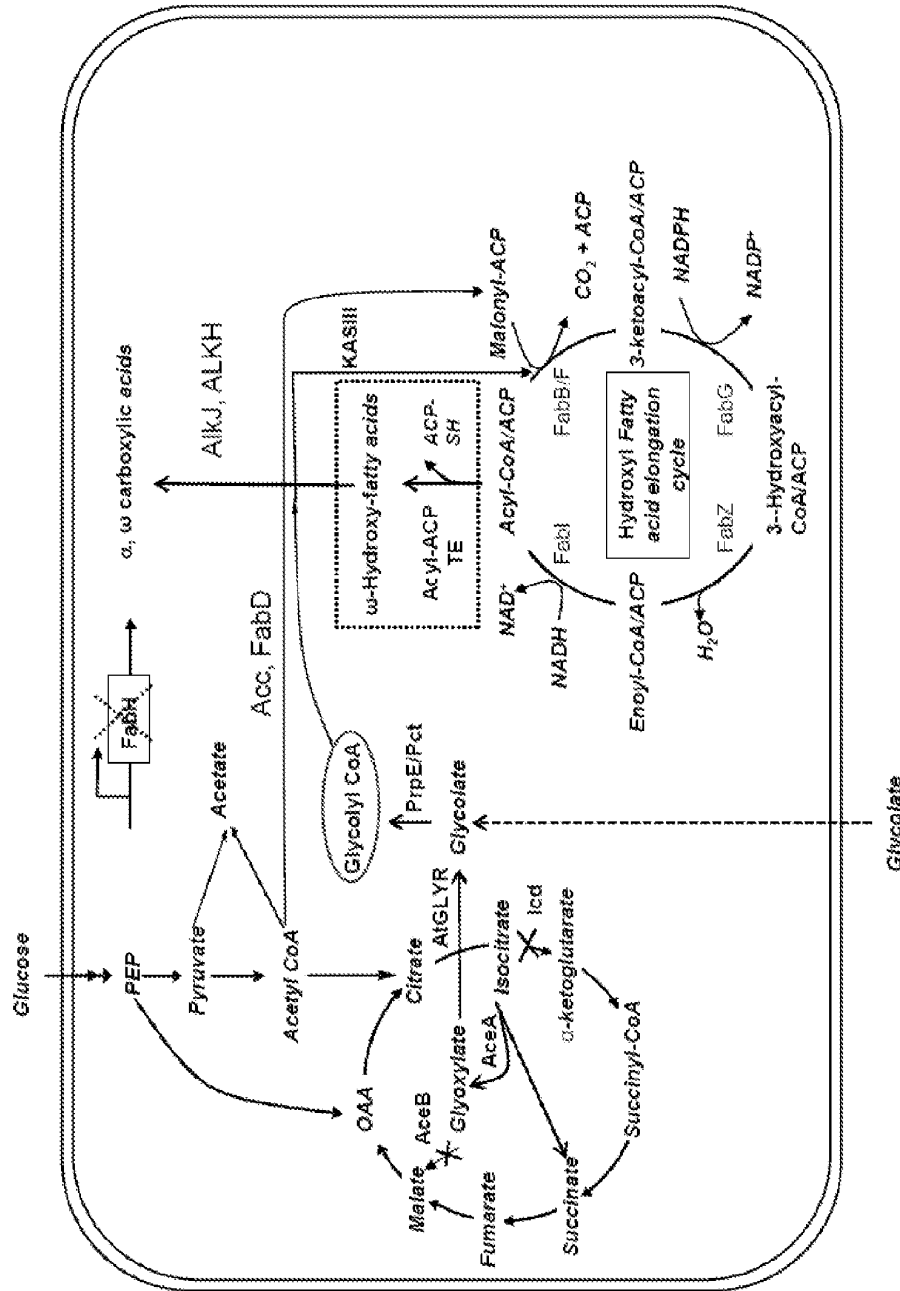 Glucose
PEP
Pyruvate
Acetyl CoA
Acetate
FabH
α, ω carboxylic acids
AlkJ, ALKH
Acc, FabD
OAA
Citrate
Malate
AceB
Glyoxylate
AtGLYR
Glycolate
PrpE/Pct
Glycolyl CoA
AceA
Isocitrate
Icd
α-ketoglutarate
Succinyl-CoA
Succinate
Fumarate
Glycolate
KASIII
ω-Hydroxy-fatty acids
Acyl-ACP
TE
ACP-
SH
Malonyl-ACP
Acyl-CoA/ACP
FabB/F
CO₂ + ACP
3-ketoacyl-CoA/ACP
NADPH
NADP⁺
FabG
Hydroxyl Fatty
acid elongation
cycle
3--Hydroxyacyl-
CoA/ACP
FabZ
H₂O
Enoyl-CoA/ACP
NADH
NAD⁺
FabI